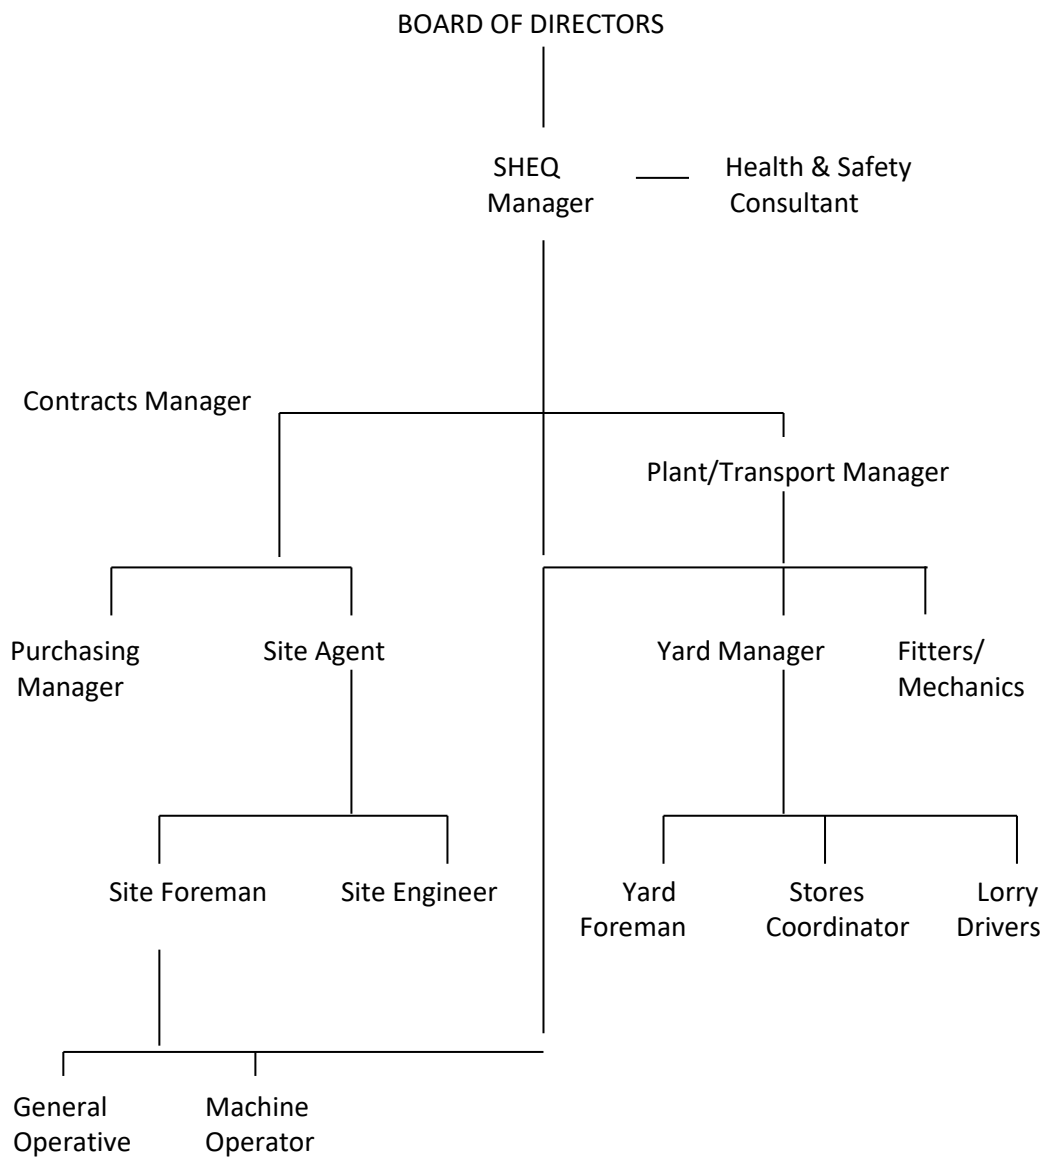 BOARD OF DIRECTORS
SHEQ
Manager
Health & Safety
Consultant
Contracts Manager
Plant/Transport Manager
Purchasing
Manager
Site Agent
Yard Manager
Fitters/
Mechanics
Site Foreman
Site Engineer
Yard
Foreman
Stores
Coordinator
Lorry
Drivers
General
Operative
Machine
Operator